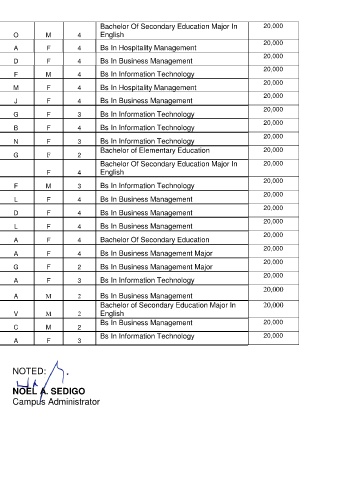 O M 4 Bachelor Of Secondary Education Major In English 20,000
A F 4 Bs In Hospitality Management 20,000
D F 4 Bs In Business Management 20,000
F M 4 Bs In Information Technology 20,000
M F 4 Bs In Hospitality Management 20,000
J F 4 Bs In Business Management 20,000
G F 3 Bs In Information Technology 20,000
B F 4 Bs In Information Technology 20,000
N F 3 Bs In Information Technology 20,000
G F 2 Bachelor of Elementary Education 20,000
F 4 Bachelor Of Secondary Education Major In English 20,000
F M 3 Bs In Information Technology 20,000
L F 4 Bs In Business Management 20,000
D F 4 Bs In Business Management 20,000
L F 4 Bs In Business Management 20,000
A F 4 Bachelor Of Secondary Education 20,000
A F 4 Bs In Business Management Major 20,000
G F 2 Bs In Business Management Major 20,000
A F 3 Bs In Information Technology 20,000
A M 2 Bs In Business Management 20,000
V M 2 Bachelor of Secondary Education Major In English 20,000
C M 2 Bs In Business Management 20,000
A F 3 Bs In Information Technology 20,000
NOTED:
NOEL A. SEDIGO
Campus Administrator